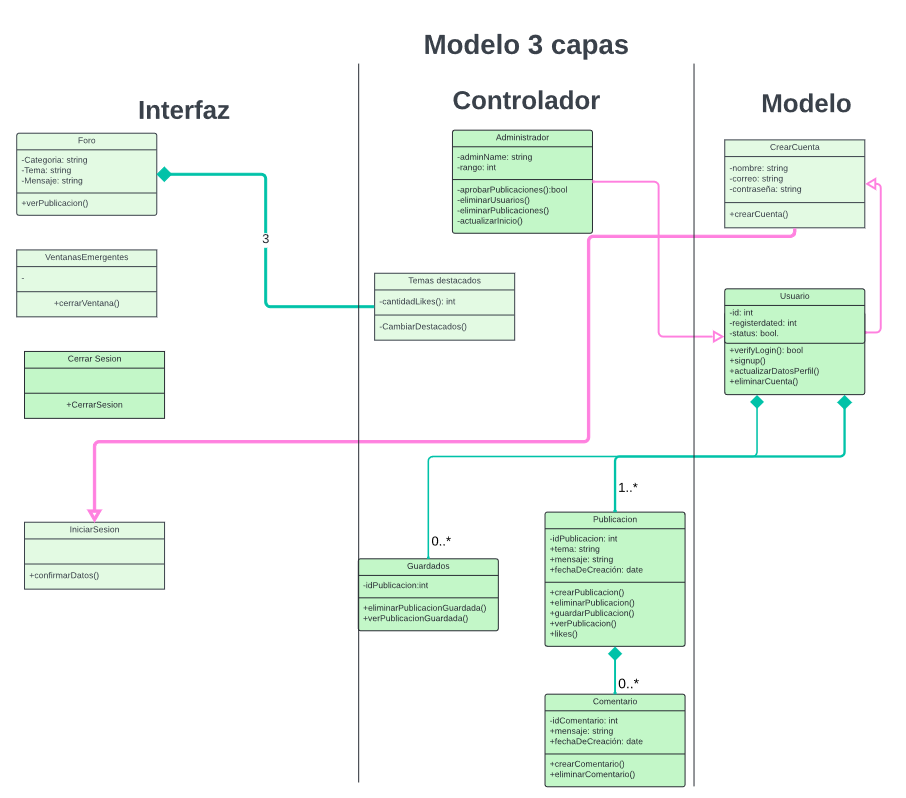 Modelo 3 capas
Interfaz
Controlador
Modelo
Foro
-Categoria: string
-Tema: string
-Mensaje: string
+verPublicacion()
3
VentanasEmergentes
-
+cerrarVentana()
Cerrar Sesion
+CerrarSesion
IniciarSesion
+confirmarDatos()
Administrador
-adminName: string
-rango: int
-aprobarPublicaciones():bool
-eliminarUsuarios()
-eliminarPublicaciones()
-actualizarInicio()
Temas destacados
-cantidadLikes(): int
-CambiarDestacados()
0..*
Guardados
-idPublicacion:int
+eliminarPublicacionGuardada()
+verPublicacionGuardada()
1..*
Publicacion
-idPublicacion: int
+tema: string
+mensaje: string
+fechaDeCreación: date
+crearPublicacion()
+eliminarPublicacion()
+guardarPublicacion()
+verPublicacion()
+likes()
0..*
Comentario
-idComentario: int
+mensaje: string
+fechaDeCreación: date
+crearComentario()
+eliminarComentario()
CrearCuenta
-nombre: string
-correo: string
-contraseña: string
+crearCuenta()
Usuario
-id: int
-registerdated: int
-status: bool.
+verifyLogin(): bool
+signup()
+actualizarDatosPerfil()
+eliminarCuenta()